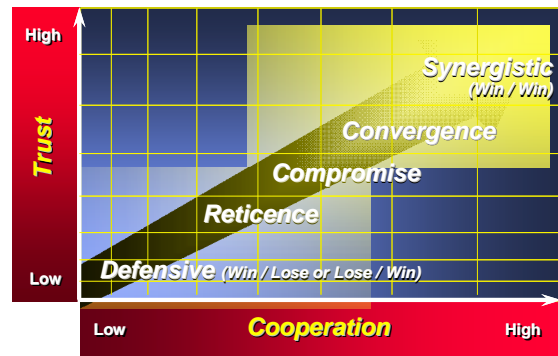 High
Synergistic
(Win / Win)
Trust
Convergence
Compromise
Reticence
Low
Defensive (Win / Lose or Lose / Win)
Low
Cooperation
High